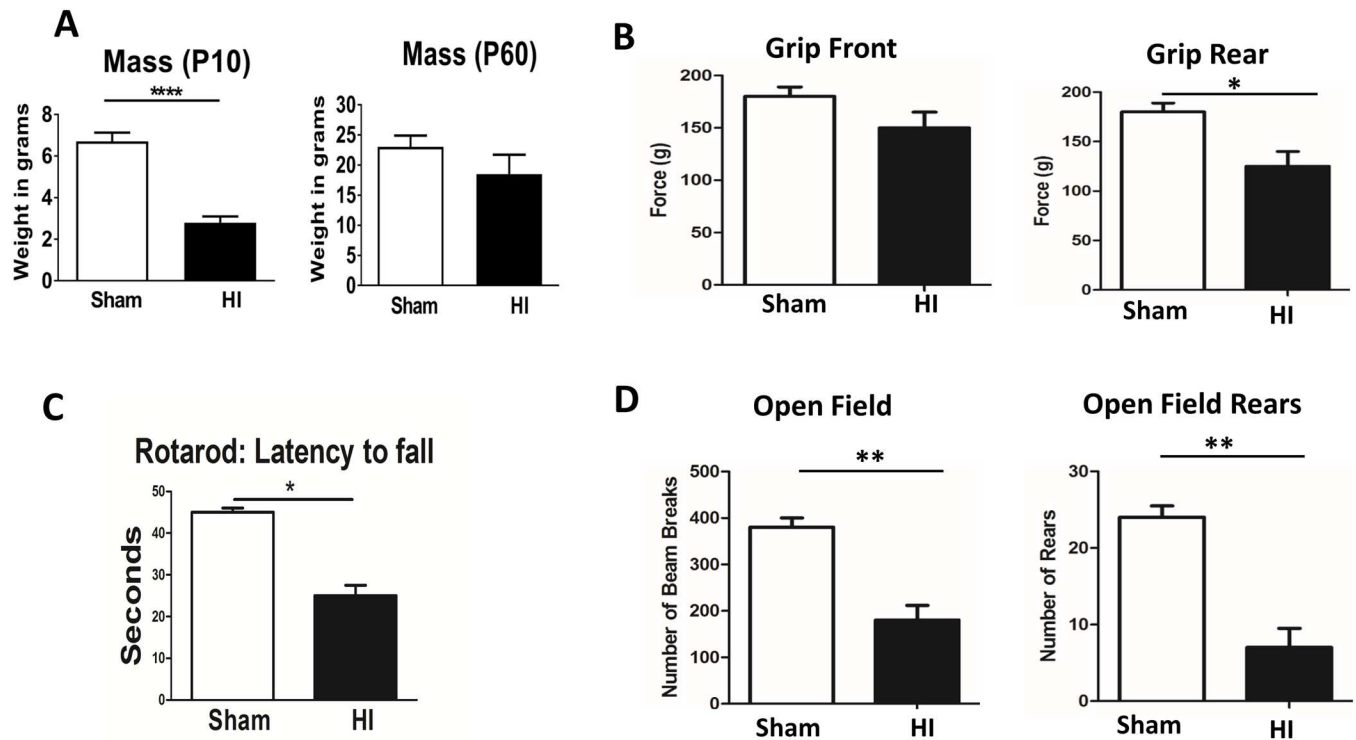 A
Mass (P10)
****
Weight in grams
8
6
4
2
0
Sham
HI
Mass (P60)
Weight in grams
30
25
20
15
10
5
0
Sham
HI
B
Grip Front
Force (g)
200
150
100
50
0
Sham
HI
Grip Rear
*
Force (g)
200
150
100
50
0
Sham
HI
C
Rotarod: Latency to fall
*
Seconds
50
40
30
20
10
0
Sham
HI
D
Open Field
**
Number of Beam Breaks
500
400
300
200
100
0
Sham
HI
Open Field Rears
**
Number of Rears
30
20
10
0
Sham
HI